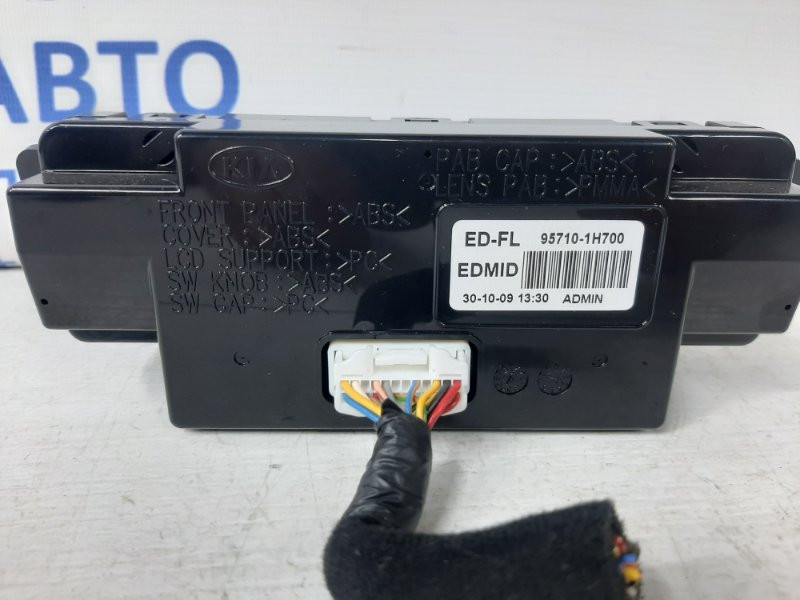 АВТО
KIA
PAB CAP:>ABS<
LENS PAB:>PMMA<
FRONT PANEL:>ABS<
COVER:>ABS<
LCD SUPPORT:>PC<
SW KNOB:>ABS<
SW CAP:>PC<
ED-FL 95710-1H700
EDMID
30-10-09 13:30 ADMIN